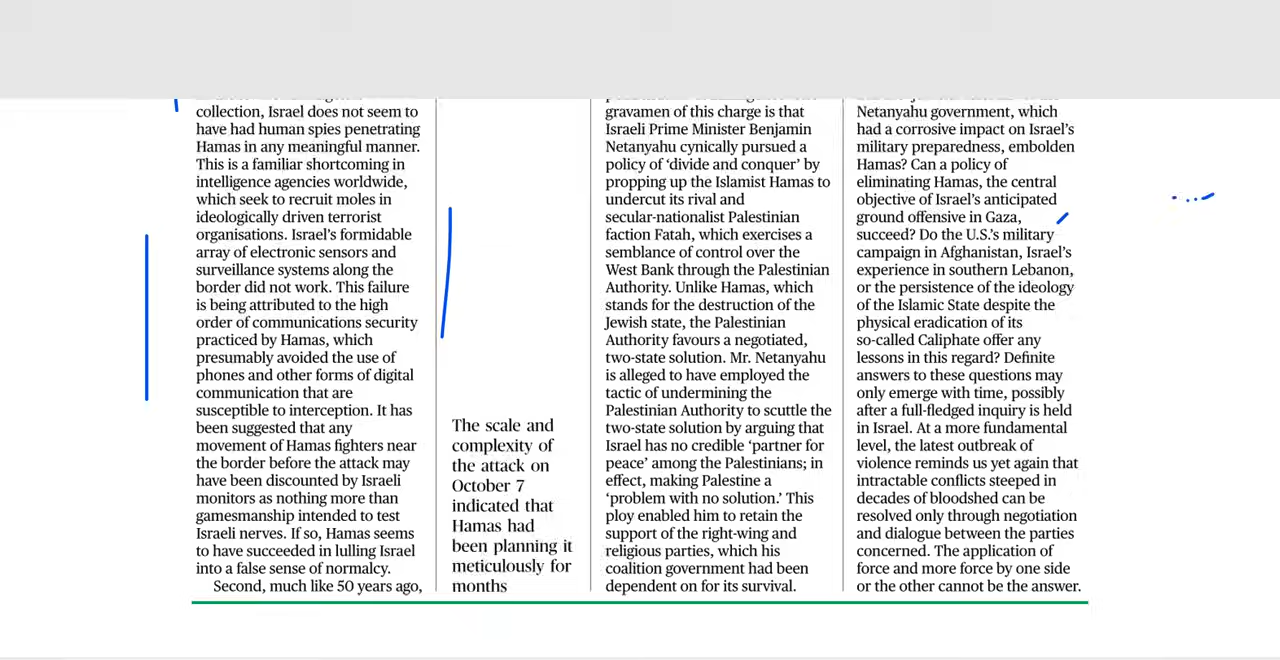 collection, Israel does not seem to
have had human spies penetrating
Hamas in any meaningful manner.
This is a familiar shortcoming in
intelligence agencies worldwide,
which seek to recruit moles in
ideologically driven terrorist
organisations. Israel's formidable
array of electronic sensors and
surveillance systems along the
border did not work. This failure
is being attributed to the high
order of communications security
practiced by Hamas, which
presumably avoided the use of
phones and other forms of digital
communication that are
susceptible to interception. It has
been suggested that any
movement of Hamas fighters near
the border before the attack may
have been discounted by Israeli
monitors as nothing more than
gamesmanship intended to test
Israeli nerves. If so, Hamas seems
to have succeeded in lulling Israel
into a false sense of normalcy.
Second, much like 50 years ago,
The scale and
complexity of
the attack on
October 7
indicated that
Hamas had
been planning it
meticulously for
months
gravamen of this charge is that
Israeli Prime Minister Benjamin
Netanyahu cynically pursued a
policy of 'divide and conquer' by
propping up the Islamist Hamas to
undercut its rival and
secular-nationalist Palestinian
faction Fatah, which exercises a
semblance of control over the
West Bank through the Palestinian
Authority. Unlike Hamas, which
stands for the destruction of the
Jewish state, the Palestinian
Authority favours a negotiated,
two-state solution. Mr. Netanyahu
is alleged to have employed the
tactic of undermining the
Palestinian Authority to scuttle the
two-state solution by arguing that
Israel has no credible 'partner for
peace' among the Palestinians; in
effect, making Palestine a
'problem with no solution.' This
ploy enabled him to retain the
support of the right-wing and
religious parties, which his
coalition government had been
dependent on for its survival.
Netanyahu government, which
had a corrosive impact on Israel's
military preparedness, embolden
Hamas? Can a policy of
eliminating Hamas, the central
objective of Israel's anticipated
ground offensive in Gaza,
succeed? Do the U.S.'s military
campaign in Afghanistan, Israel's
experience in southern Lebanon,
or the persistence of the ideology
of the Islamic State despite the
physical eradication of its
so-called Caliphate offer any
lessons in this regard? Definite
answers to these questions may
only emerge with time, possibly
after a full-fledged inquiry is held
in Israel. At a more fundamental
level, the latest outbreak of
violence reminds us yet again that
intractable conflicts steeped in
decades of bloodshed can be
resolved only through negotiation
and dialogue between the parties
concerned. The application of
force and more force by one side
or the other cannot be the answer.